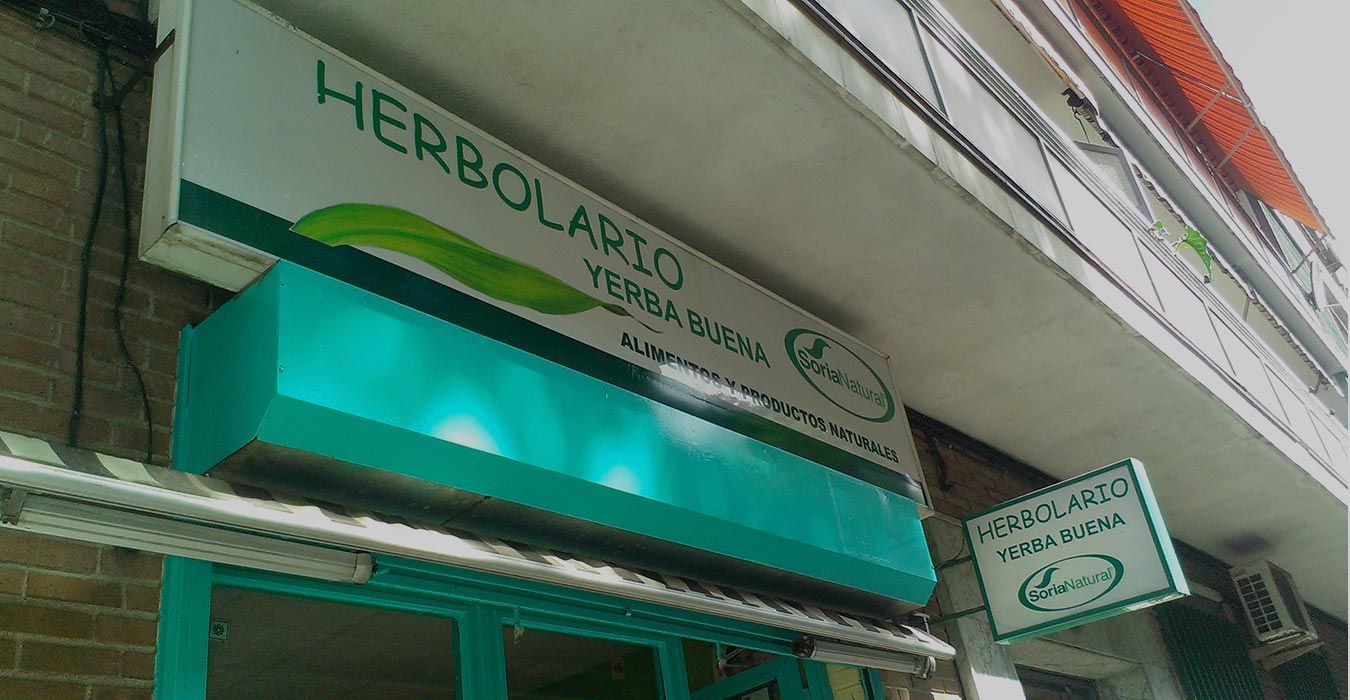 HERBOLARIO
YERBA BUENA
SoriaNatural
ALIMENTOS Y PRODUCTOS NATURALES
HERBOLARIO
YERBA BUENA
SoriaNatural